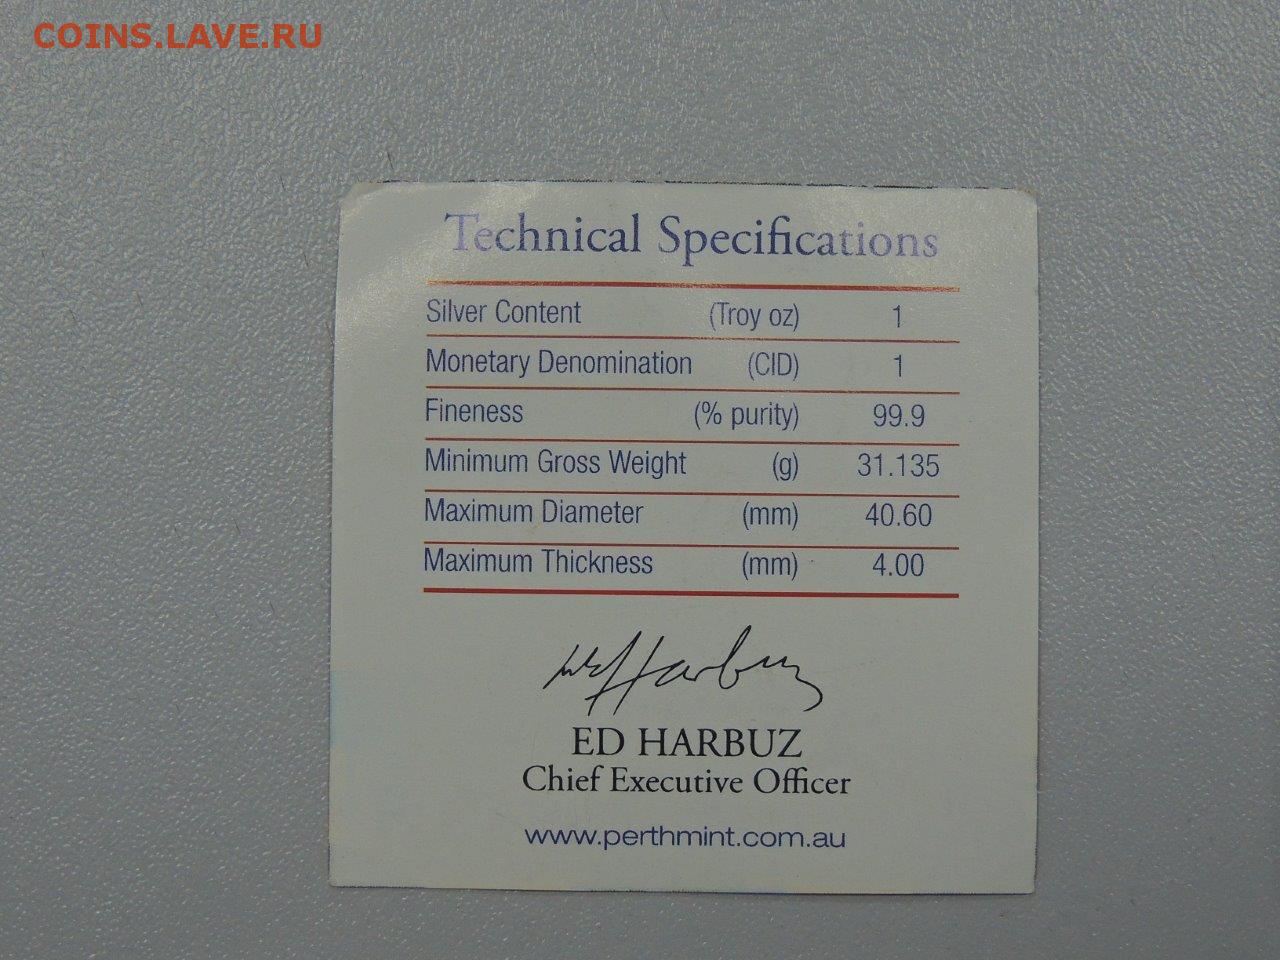 COINS.LAVE.RU
Technical Specifications
Silver Content (Troy oz) 1
Monetary Denomination (CID) 1
Fineness (% purity) 99.9
Minimum Gross Weight (g) 31.135
Maximum Diameter (mm) 40.60
Maximum Thickness (mm) 4.00
ED HARBUZ
Chief Executive Officer
www.perthmint.com.au